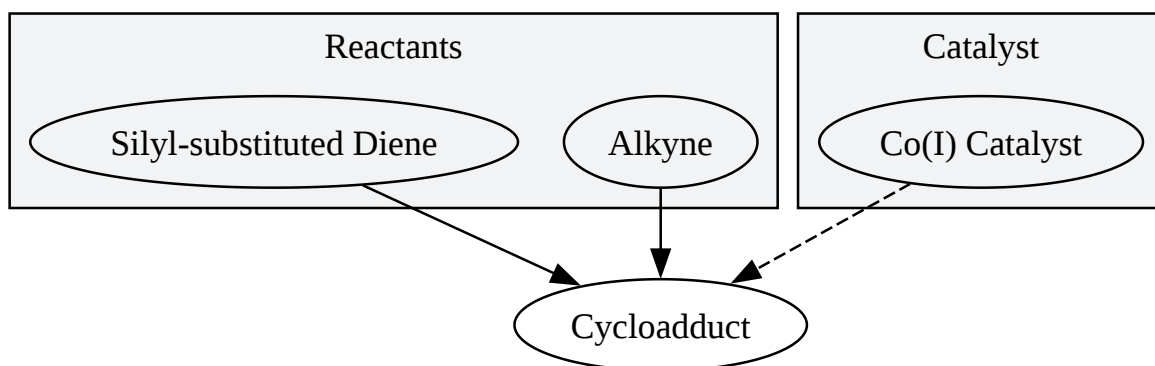 Reactants
Catalyst
Silyl-substituted Diene
Alkyne
Co(I) Catalyst
Cycloadduct